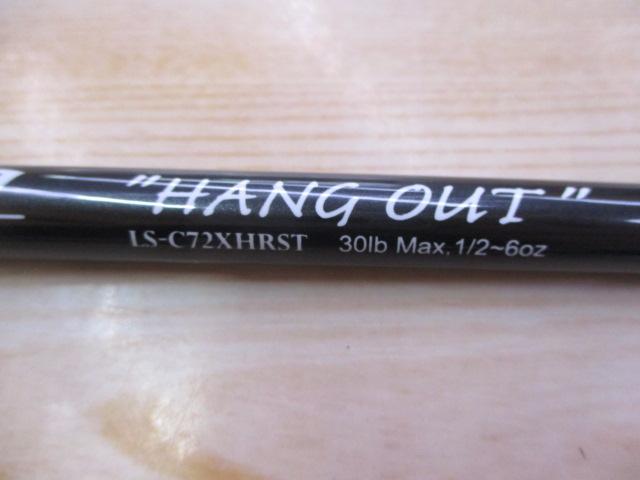 "HANG OUT"
LS-C72XHRST 30lb Max. 1/2~6oz